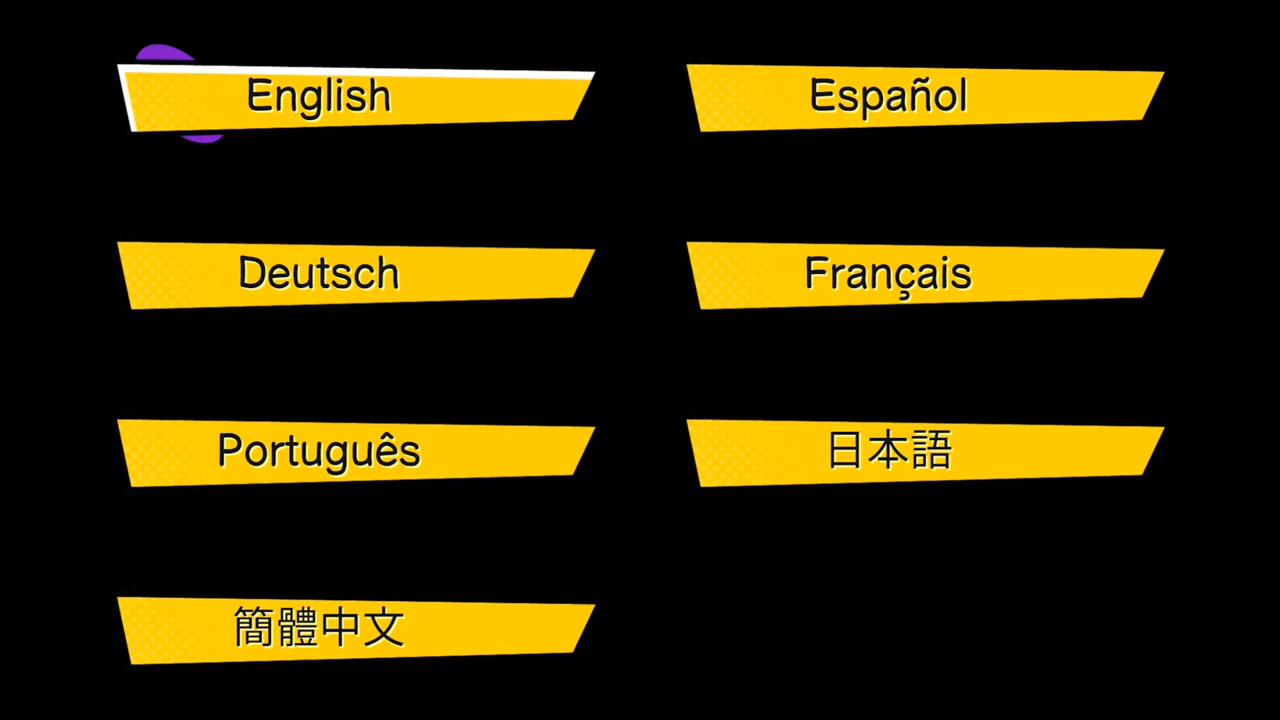 English
Español
Deutsch
Français
Português
日本語
簡體中文